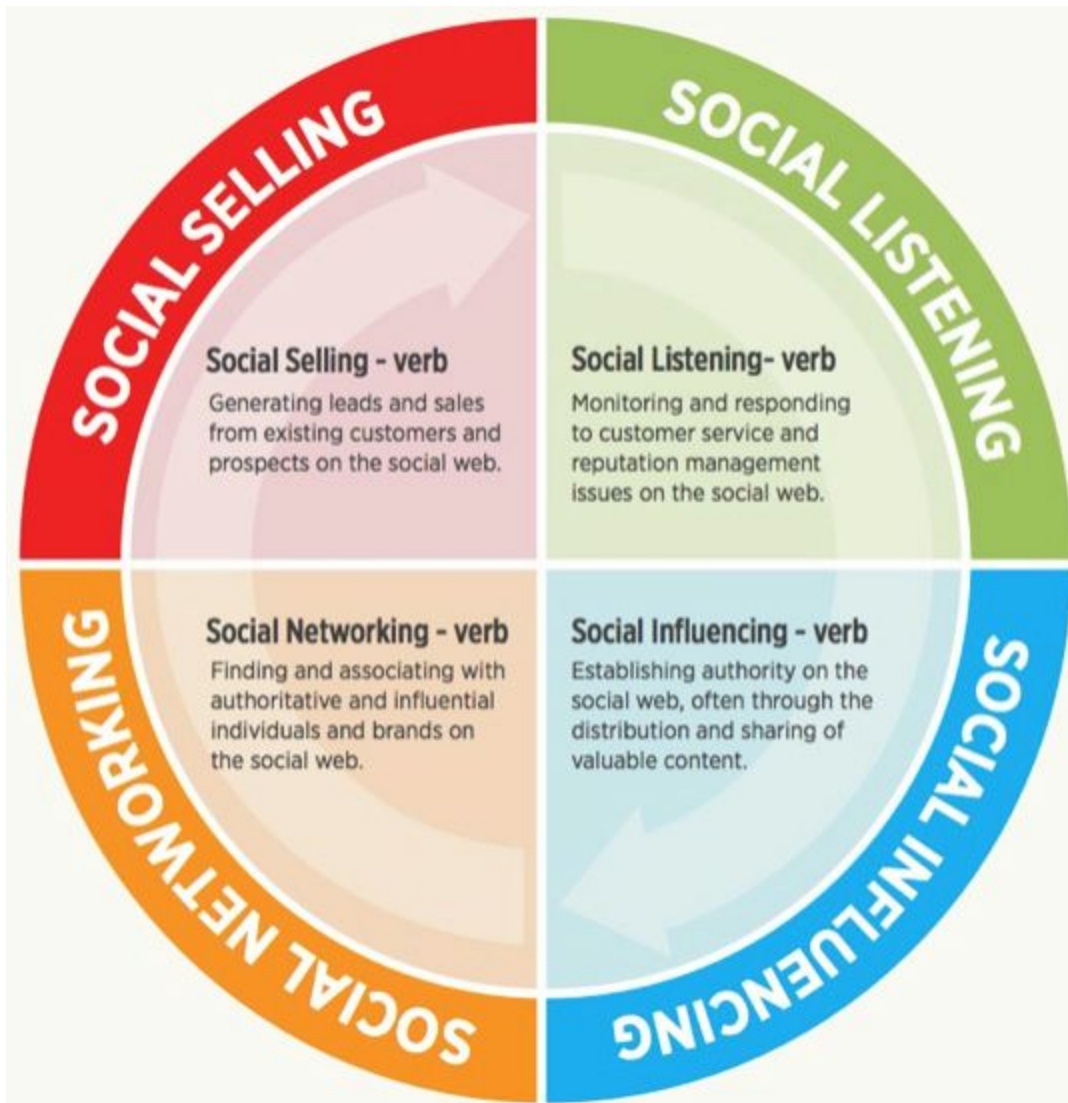 SOCIAL SELLING
Social Selling - verb
Generating leads and sales
from existing customers and
prospects on the social web.
SOCIAL LISTENING
Social Listening- verb
Monitoring and responding
to customer service and
reputation management
issues on the social web.
SOCIAL NETWORKING
Social Networking - verb
Finding and associating with
authoritative and influential
individuals and brands on
the social web.
SOCIAL INFLUENCING
Social Influencing - verb
Establishing authority on the
social web, often through the
distribution and sharing of
valuable content.